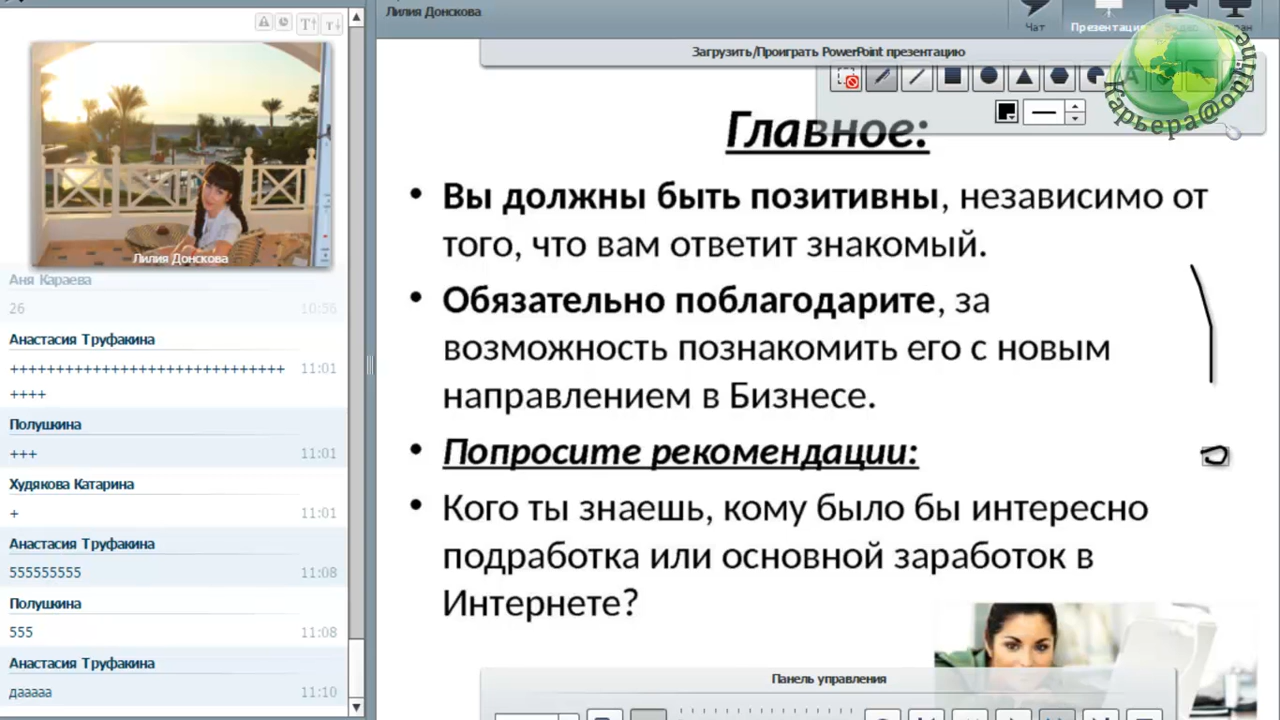 Лилия Донскова
Чат
Презентация
Загрузить/Проиграть PowerPoint презентацию
Карьера@online
Лилия Донскова
Аня Караева
26 10:56
Анастасия Труфакина
++++++++++++++++++++++++++++++ 11:01
++++
Полушкина
+++ 11:01
Худякова Катарина
+ 11:01
Анастасия Труфакина
555555555 11:08
Полушкина
555 11:08
Анастасия Труфакина
дааааа 11:10
Главное:
• Вы должны быть позитивны, независимо от
того, что вам ответит знакомый.
• Обязательно поблагодарите, за
возможность познакомить его с новым
направлением в Бизнесе.
• Попросите рекомендации:
• Кого ты знаешь, кому было бы интересно
подработка или основной заработок в
Интернете?
Панель управления